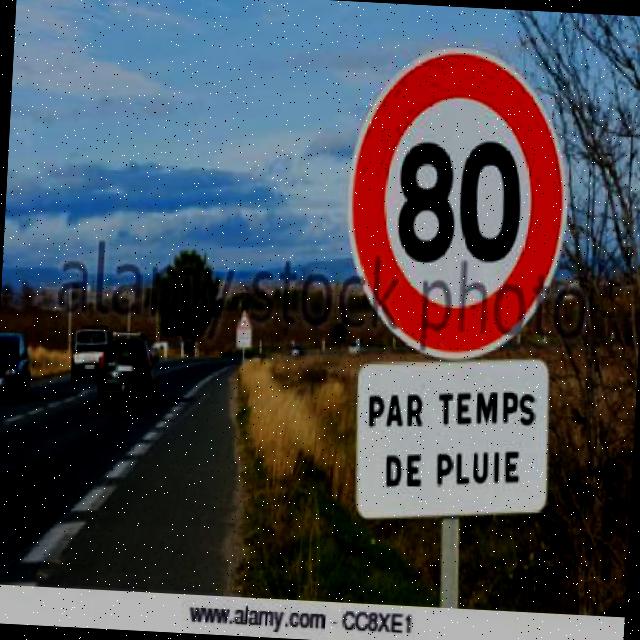 80
PAR TEMPS
DE PLUIE
alamy stock photo
www.alamy.com - CC8XE1